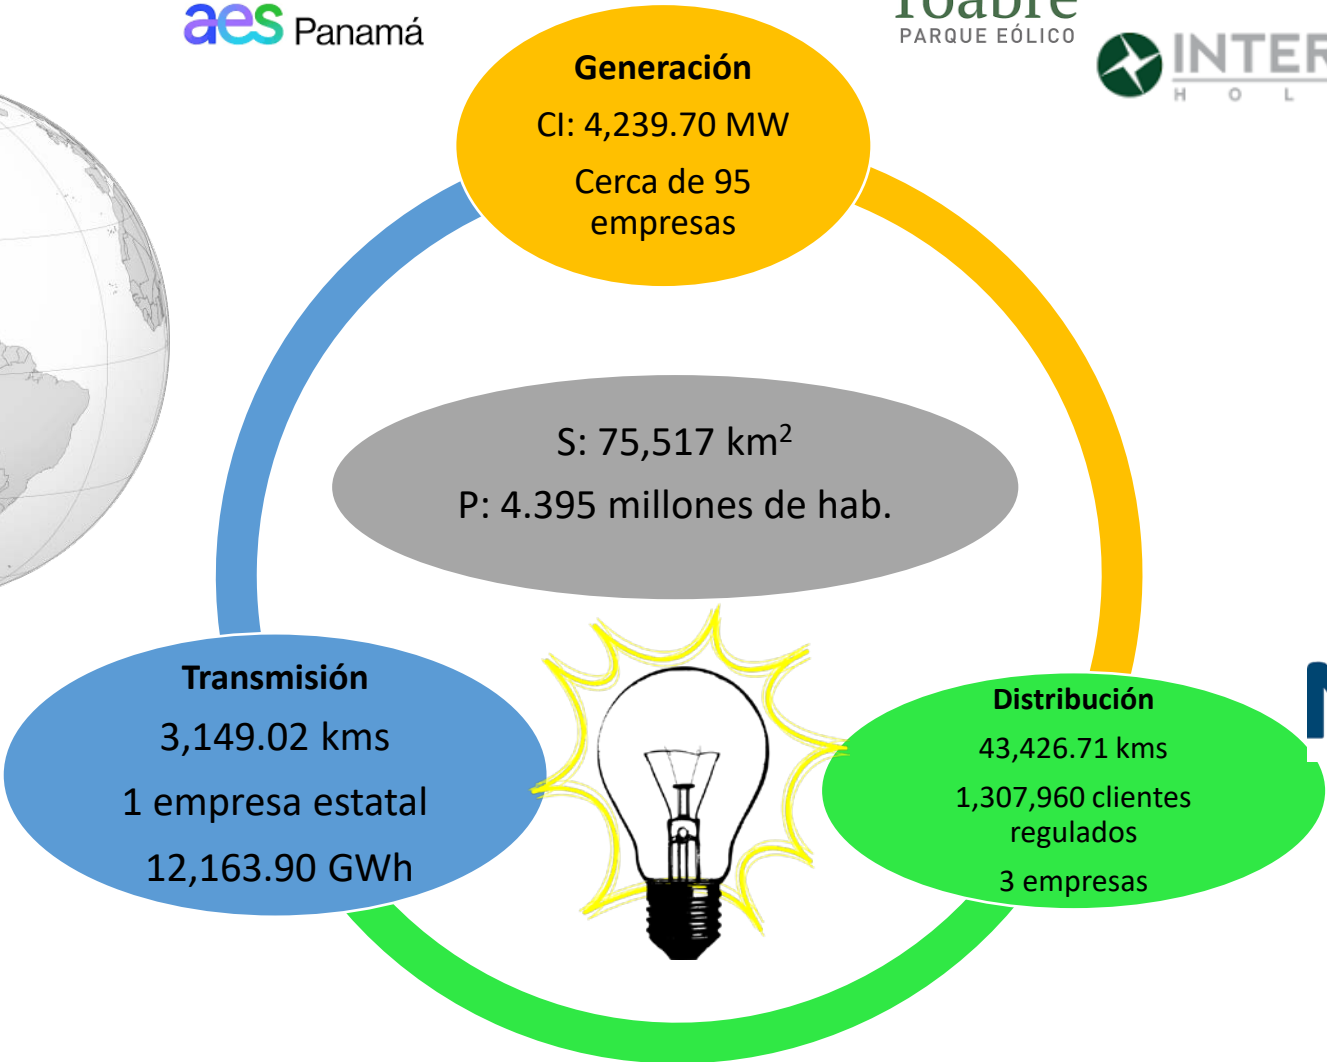 aes Panamá
PARQUE EÓLICO
Generación
CI: 4,239.70 MW
Cerca de 95
empresas
S: 75,517 km²
P: 4.395 millones de hab.
Transmisión
3,149.02 kms
1 empresa estatal
12,163.90 GWh
Distribución
43,426.71 kms
1,307,960 clientes
regulados
3 empresas